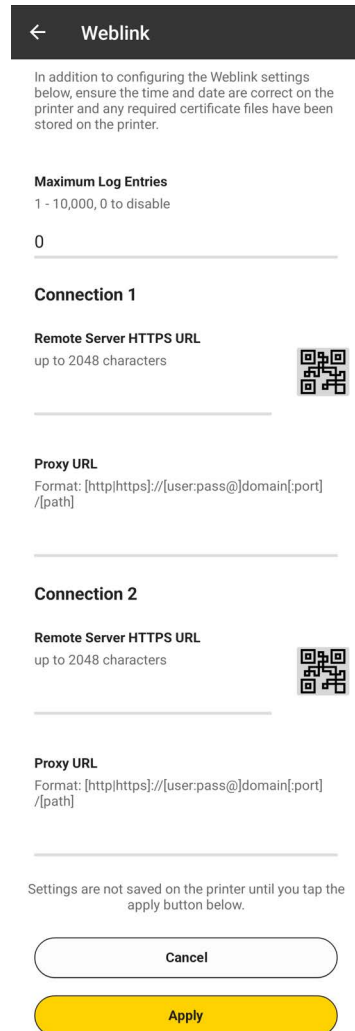 Weblink
In addition to configuring the Weblink settings
below, ensure the time and date are correct on the
printer and any required certificate files have been
stored on the printer.
Maximum Log Entries
1 - 10,000, 0 to disable
0
Connection 1
Remote Server HTTPS URL
up to 2048 characters
Proxy URL
Format: [http|https]://[user:pass@]domain[:port]
/[path]
Connection 2
Remote Server HTTPS URL
up to 2048 characters
Proxy URL
Format: [http|https]://[user:pass@]domain[:port]
/[path]
Settings are not saved on the printer until you tap the
apply button below.
Cancel
Apply